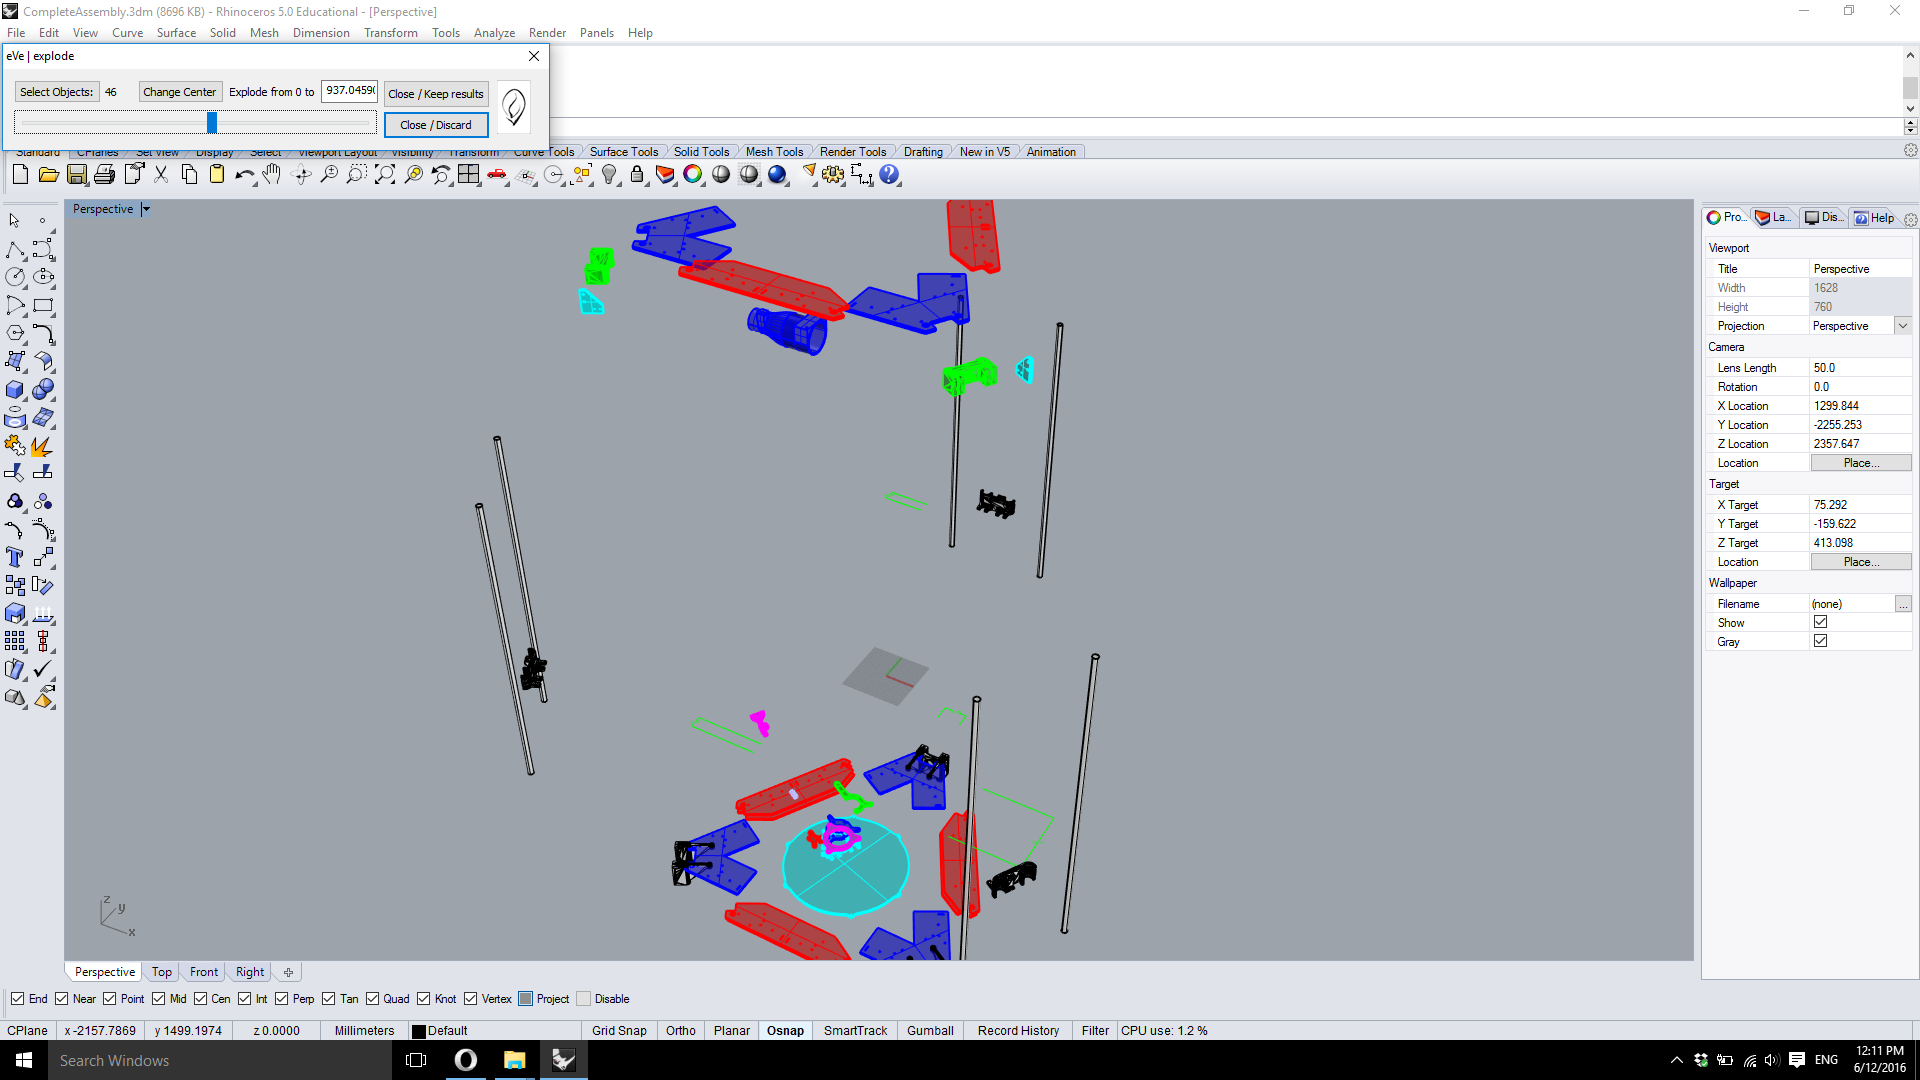 CompleteAssembly.3dm (8696 KB) - Rhinoceros 5.0 Educational - [Perspective]
File Edit View Curve Surface Solid Mesh Dimension Transform Tools Analyze Render Panels Help
eVe | explode
Select Objects: 46 Change Center Explode from 0 to 937.0459 Close / Keep results
Close / Discard
Standard CPlanes Set View Display Select Viewport Layout Visibility Transform Curve Tools Surface Tools Solid Tools Mesh Tools Render Tools Drafting New in V5 Animation
Perspective
Pro... La... Dis... Help
Viewport
Title Perspective
Width 1628
Height 760
Projection Perspective
Camera
Lens Length 50.0
Rotation 0.0
X Location 1299.844
Y Location -2255.253
Z Location 2357.647
Location Place...
Target
X Target 75.292
Y Target -159.622
Z Target 413.098
Location Place...
Wallpaper
Filename (none) ...
Show
Gray
z
y
x
Perspective Top Front Right
End Near Point Mid Cen Int Perp Tan Quad Knot Vertex Project Disable
CPlane x -2157.7869 y 1499.1974 z 0.0000 Millimeters Default Grid Snap Ortho Planar Osnap SmartTrack Gumball Record History Filter CPU use: 1.2 %
Search Windows
ENG 12:11 PM
6/12/2016